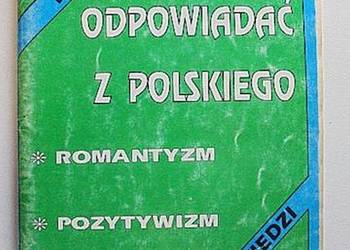 ODPOWIADAĆ
Z POLSKIEGO
* ROMANTYZM
* POZYTYWIZM